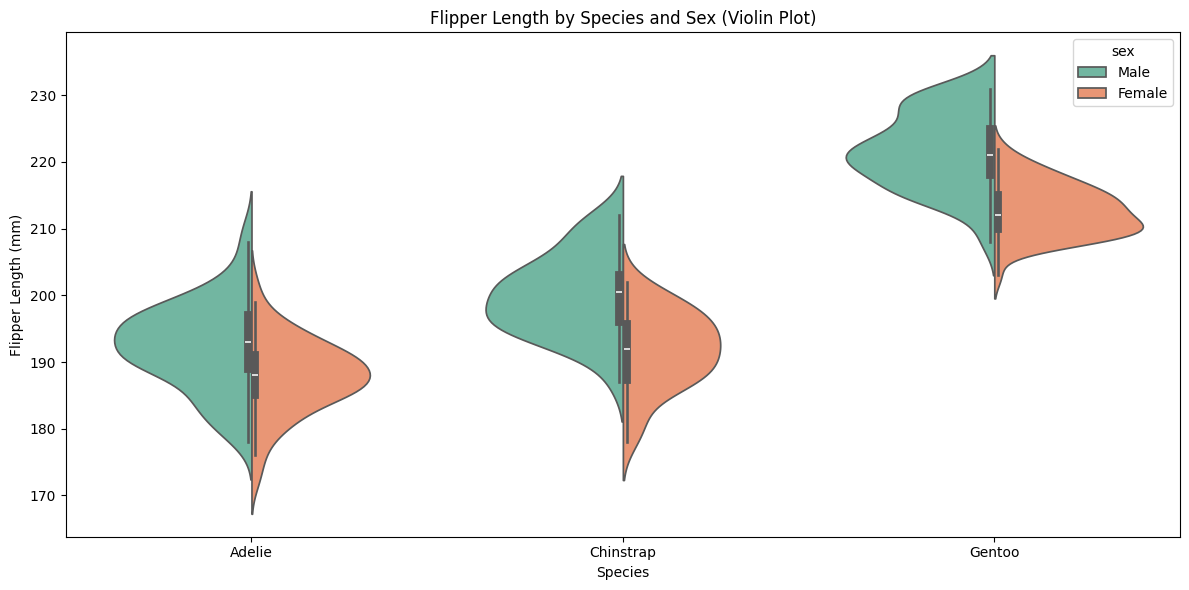 Flipper Length by Species and Sex (Violin Plot)
sex
Male
Female
230
220
210
200
190
180
170
Flipper Length (mm)
Adelie
Chinstrap
Gentoo
Species